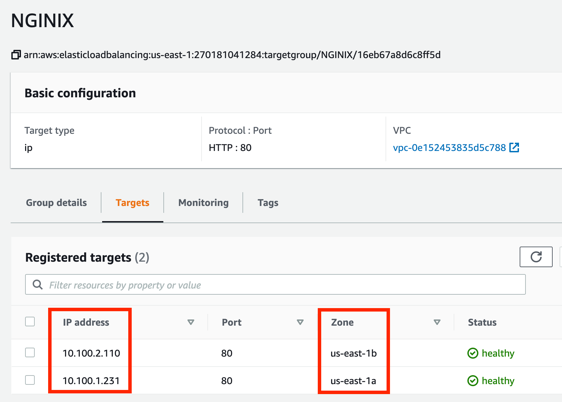 NGINIX
arn:aws:elasticloadbalancing:us-east-1:270181041284:targetgroup/NGINIX/16eb67a8d6c8ff5d
Basic configuration
Target type Protocol : Port VPC
ip HTTP : 80 vpc-0e152453835d5c788
Group details Targets Monitoring Tags
Registered targets (2)
Filter resources by property or value
IP address Port Zone Status
10.100.2.110 80 us-east-1b healthy
10.100.1.231 80 us-east-1a healthy